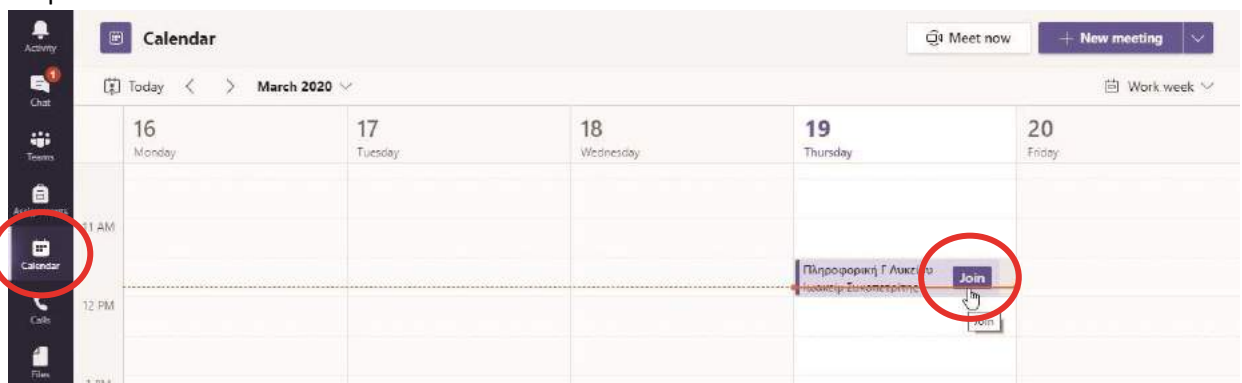 Activity
Calendar
Meet now
+ New meeting
1
Chat
Today < > March 2020
Work week
Teams
16
Monday
17
Tuesday
18
Wednesday
19
Thursday
20
Friday
11 AM
Calendar
Πληροφορική Γ Λυκείου
Join
12 PM
Join
Calls
Files